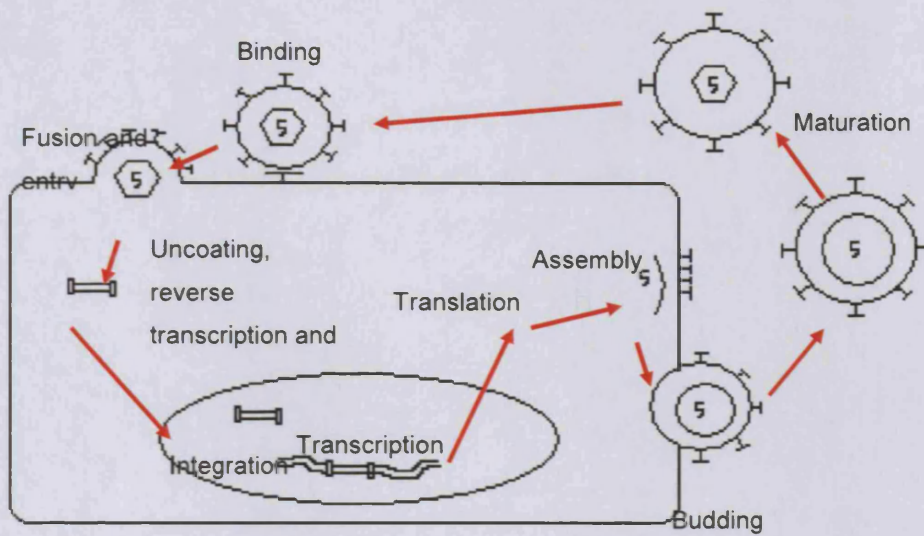 Binding
Maturation
Fusion and
entry
Uncoating,
reverse
transcription and
Assembly
Translation
Transcription
Integration
Budding